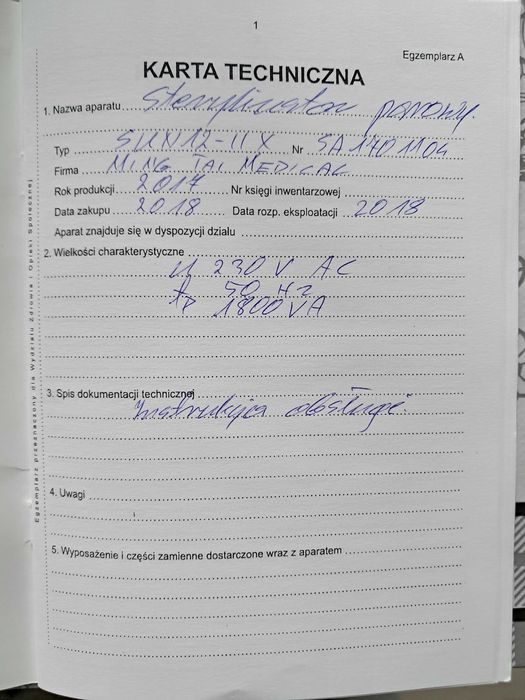 1
Egzemplarz A
KARTA TECHNICZNA
1. Nazwa aparatu sterylizator parowy.
Typ SUN12-II X Nr SA1701104
Firma MING TAI MEDICAL
Rok produkcji 2017 Nr księgi inwentarzowej
Data zakupu 2018 Data rozp. eksploatacji 2018
Aparat znajduje się w dyspozycji działu
2. Wielkości charakterystyczne
U 230 V AC
f 50 Hz
P 1800 VA
3. Spis dokumentacji technicznej
Instrukcja obsługi.
4. Uwagi
5. Wyposażenie i części zamienne dostarczone wraz z aparatem
Egzemplarz przeznaczony dla Wydziału Zdrowia i Opieki Społecznej